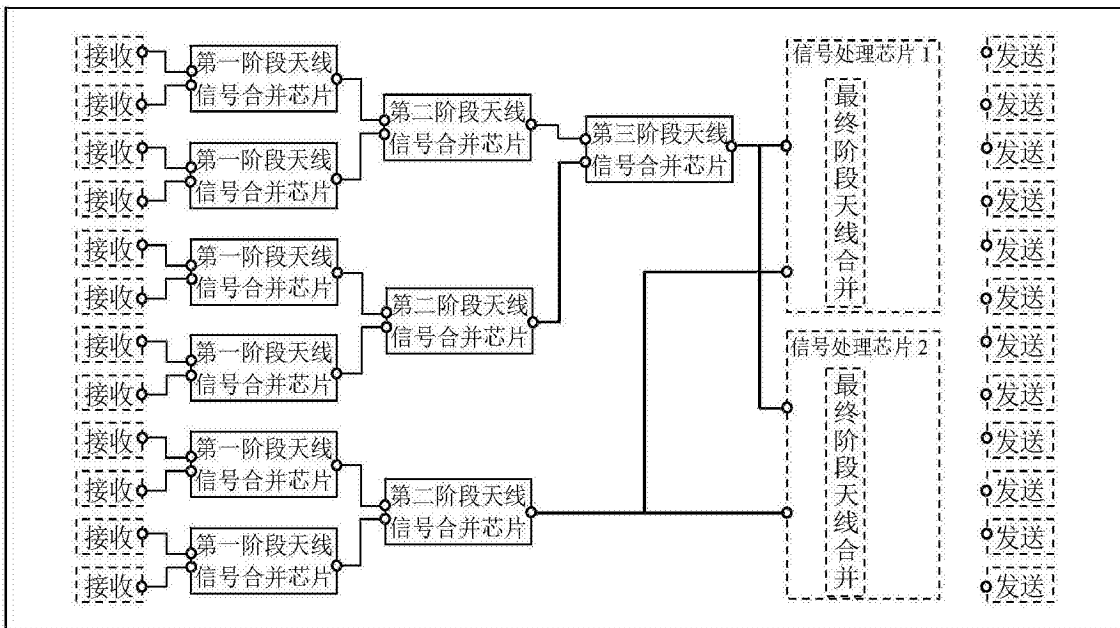 接收
接收
接收
接收
接收
接收
接收
接收
接收
接收
接收
接收
第一阶段天线
信号合并芯片
第一阶段天线
信号合并芯片
第一阶段天线
信号合并芯片
第一阶段天线
信号合并芯片
第一阶段天线
信号合并芯片
第一阶段天线
信号合并芯片
第二阶段天线
信号合并芯片
第二阶段天线
信号合并芯片
第二阶段天线
信号合并芯片
第三阶段天线
信号合并芯片
信号处理芯片1
最终阶段天线合并
信号处理芯片2
最终阶段天线合并
发送
发送
发送
发送
发送
发送
发送
发送
发送
发送
发送
发送